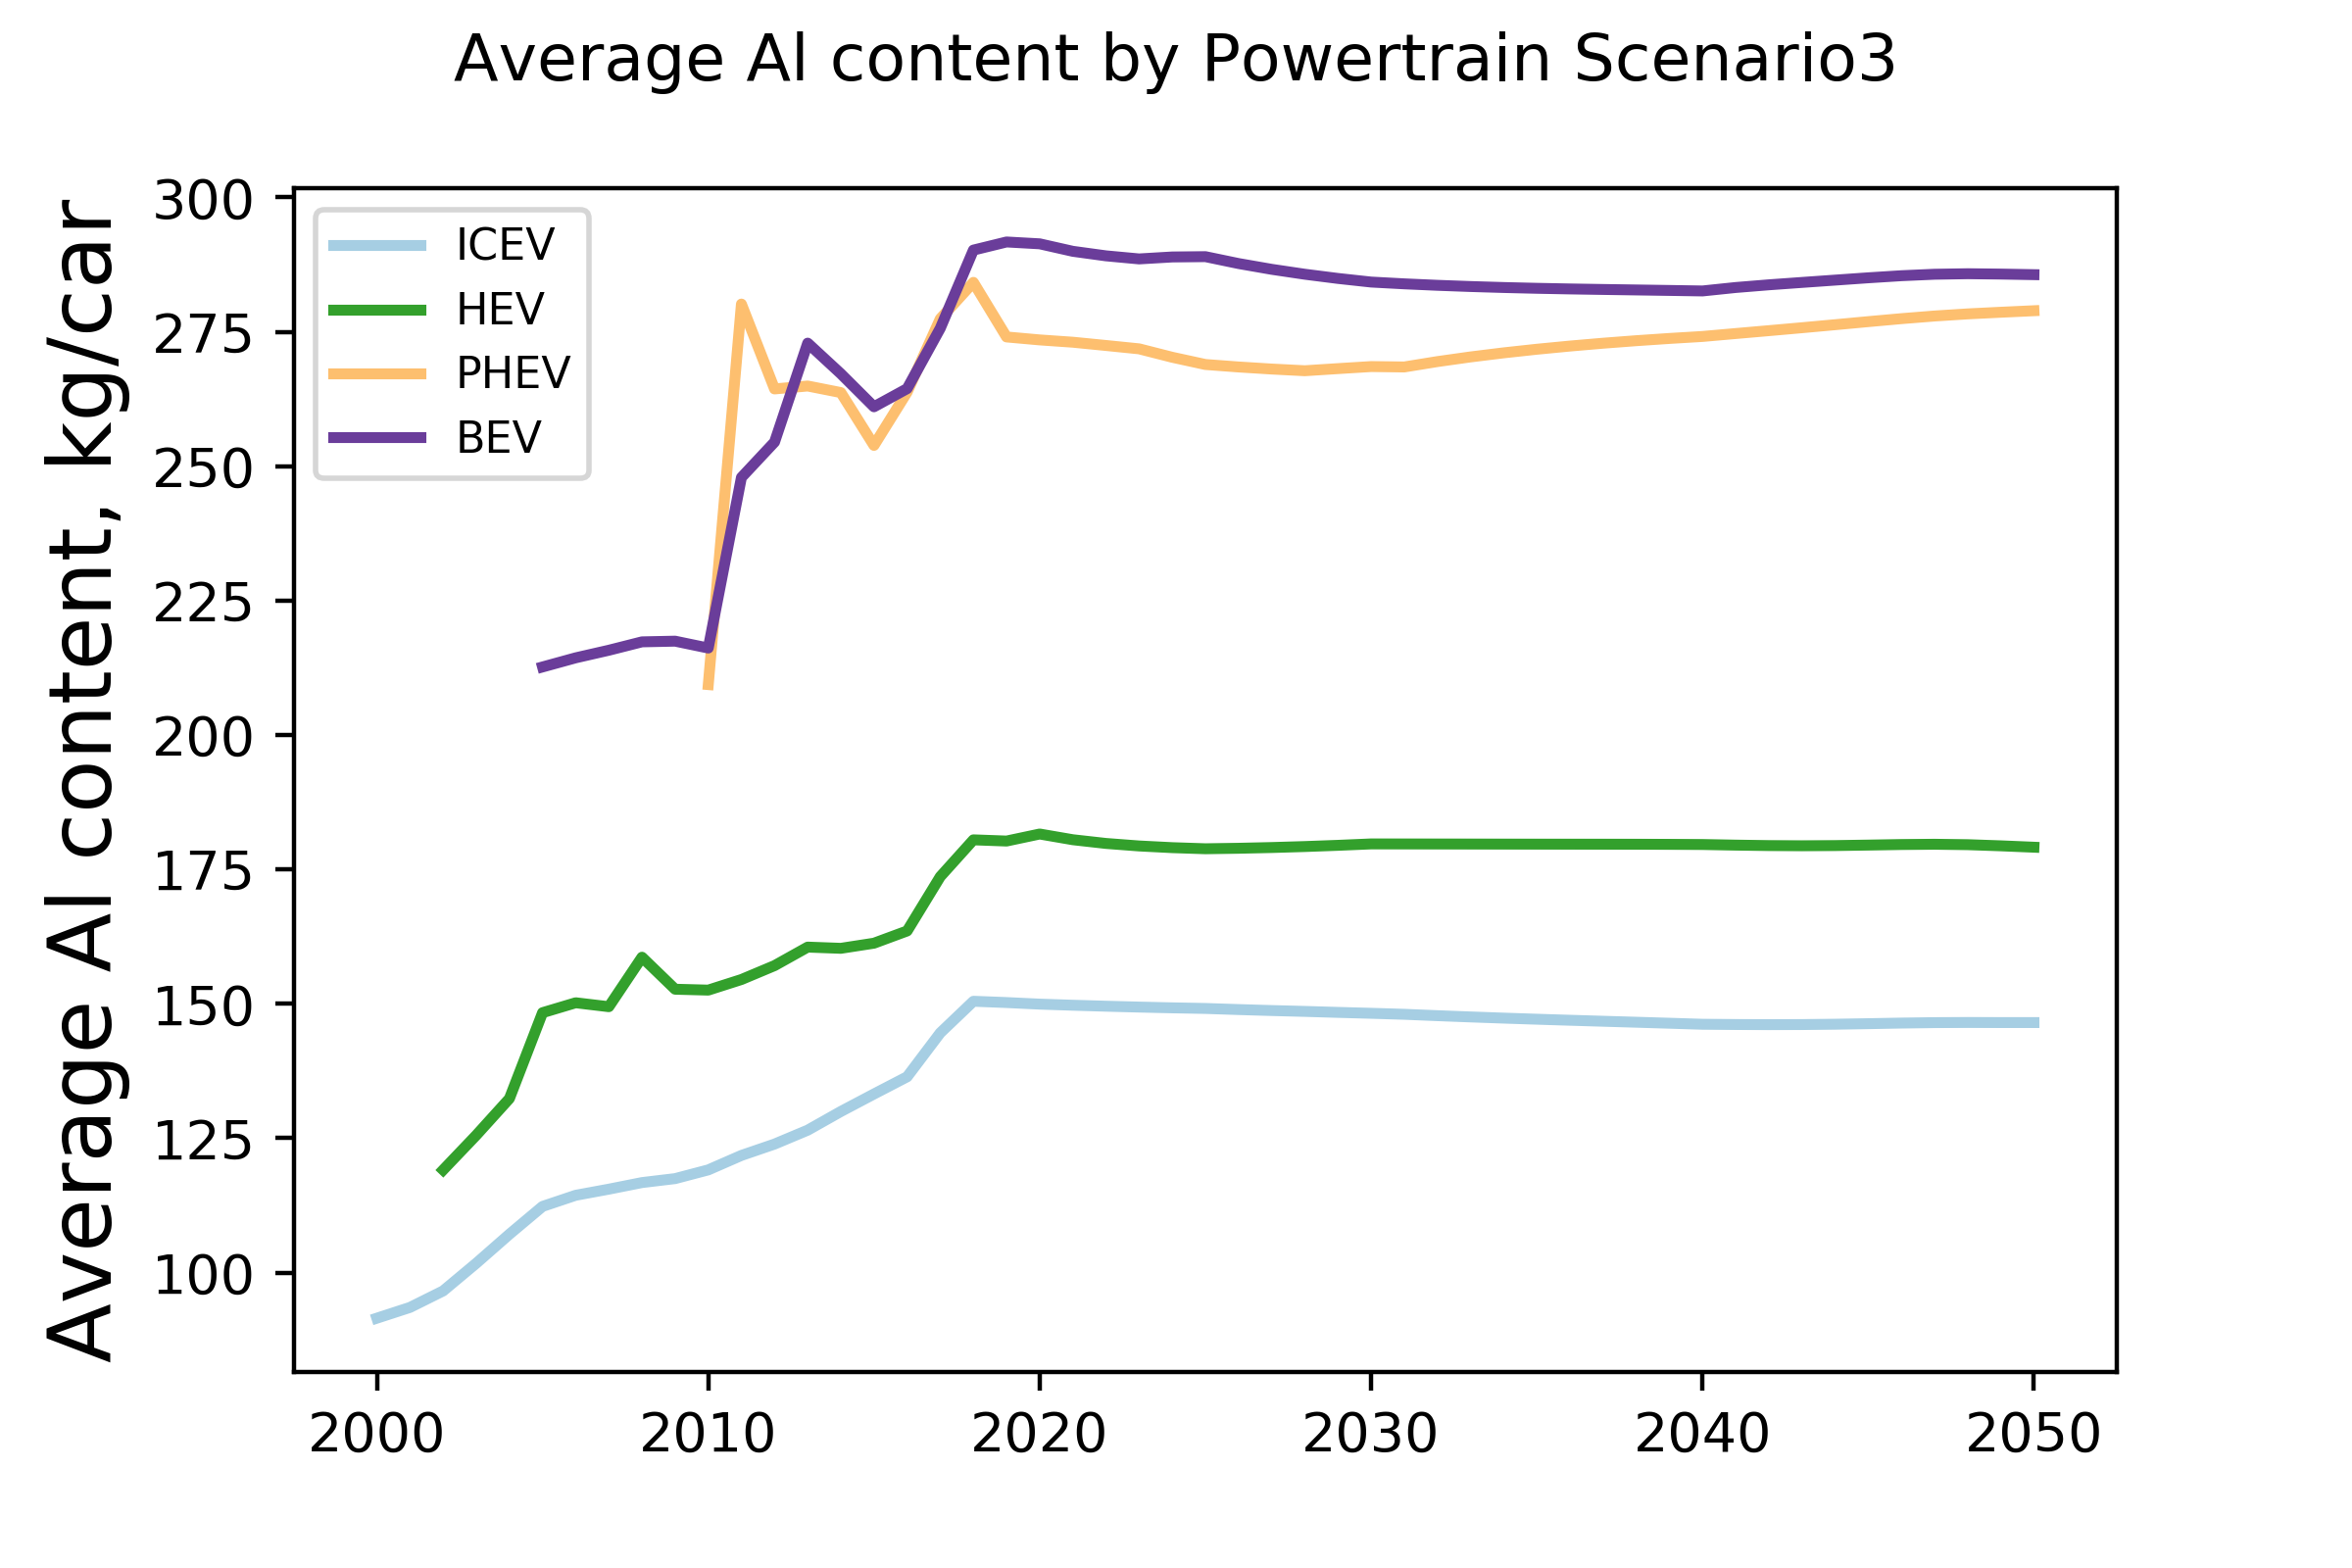 Average Al content by Powertrain Scenario3
Average Al content, kg/car
300
275
250
225
200
175
150
125
100
ICEV
HEV
PHEV
BEV
2000 2010 2020 2030 2040 2050